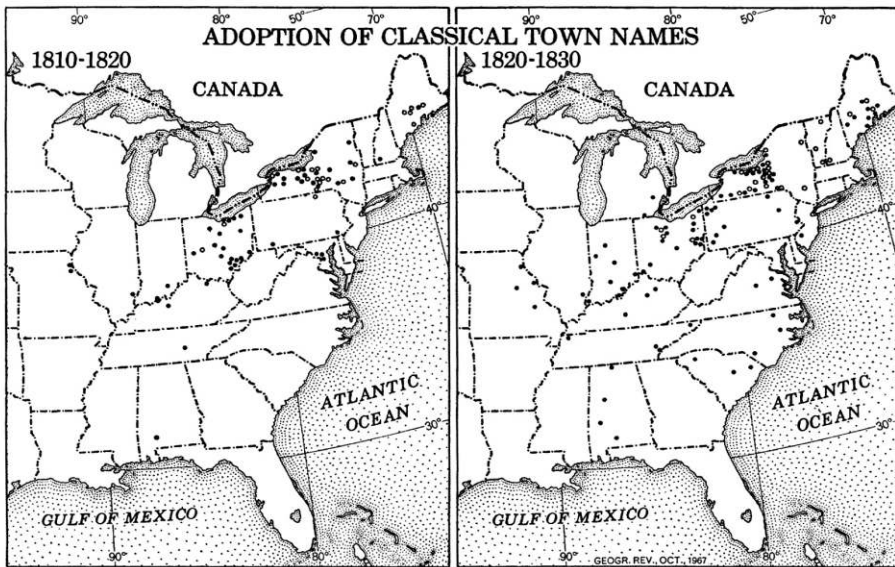 90°
80°
70°
90°
80°
70°
ADOPTION OF CLASSICAL TOWN NAMES
1810-1820
1820-1830
CANADA
CANADA
40°
40°
ATLANTIC
OCEAN
ATLANTIC
OCEAN
30°
30°
GULF OF MEXICO
GULF OF MEXICO
90°
80°
90°
80°
GEOGR. REV., OCT., 1967